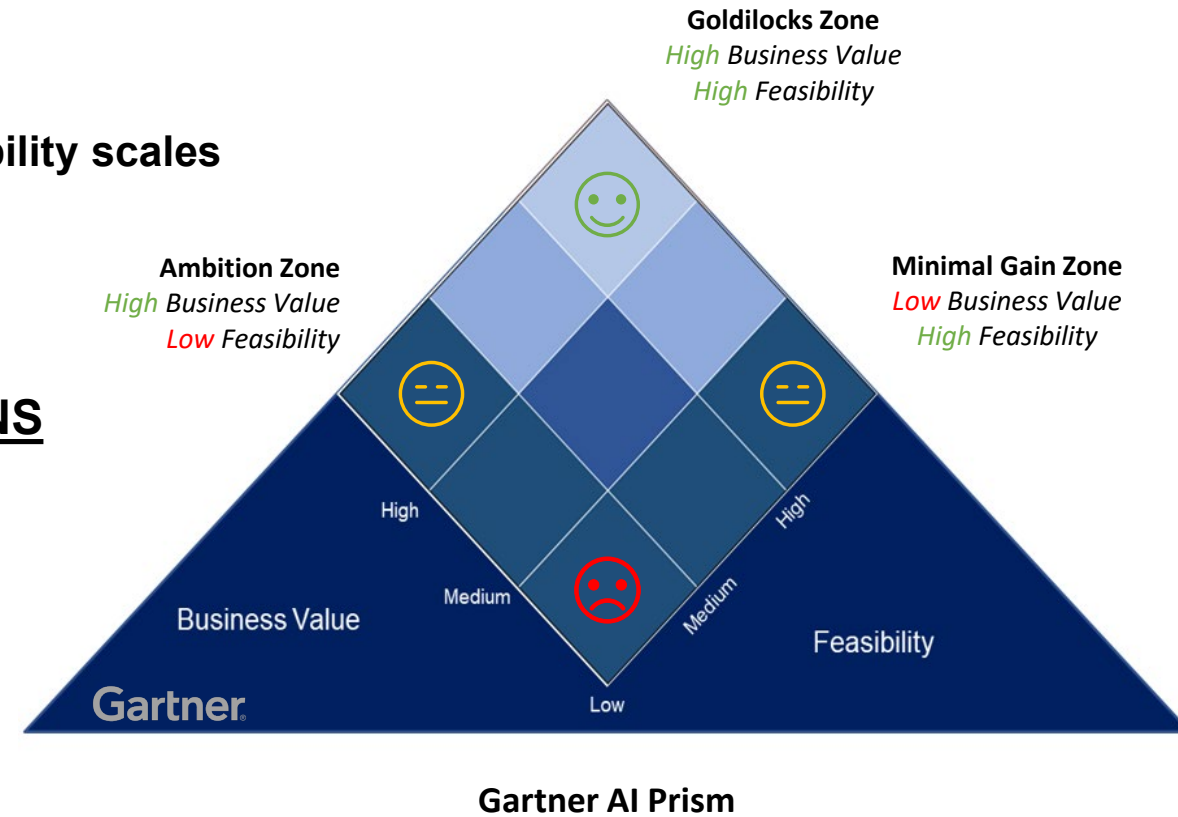 Goldilocks Zone
High Business Value
High Feasibility
bility scales
Ambition Zone
High Business Value
Low Feasibility
Minimal Gain Zone
Low Business Value
High Feasibility
NS
High
High
Medium
Medium
Business Value
Feasibility
Gartner®
Low
Gartner AI Prism